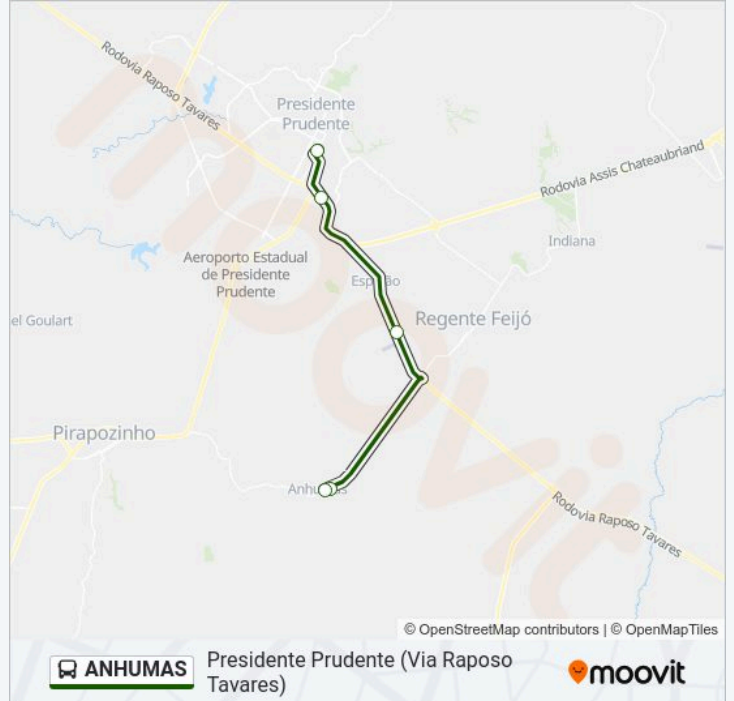 Rodovia Raposo Tavares
Presidente
Prudente
Rodovia Assis Chateaubriand
Indiana
Aeroporto Estadual
de Presidente
Prudente
el Goulart
Regente Feijó
Pirapozinho
Anhumas
Rodovia Raposo Tavares
moovit
© OpenStreetMap contributors | © OpenMapTiles
ANHUMAS
Presidente Prudente (Via Raposo
Tavares)
moovit